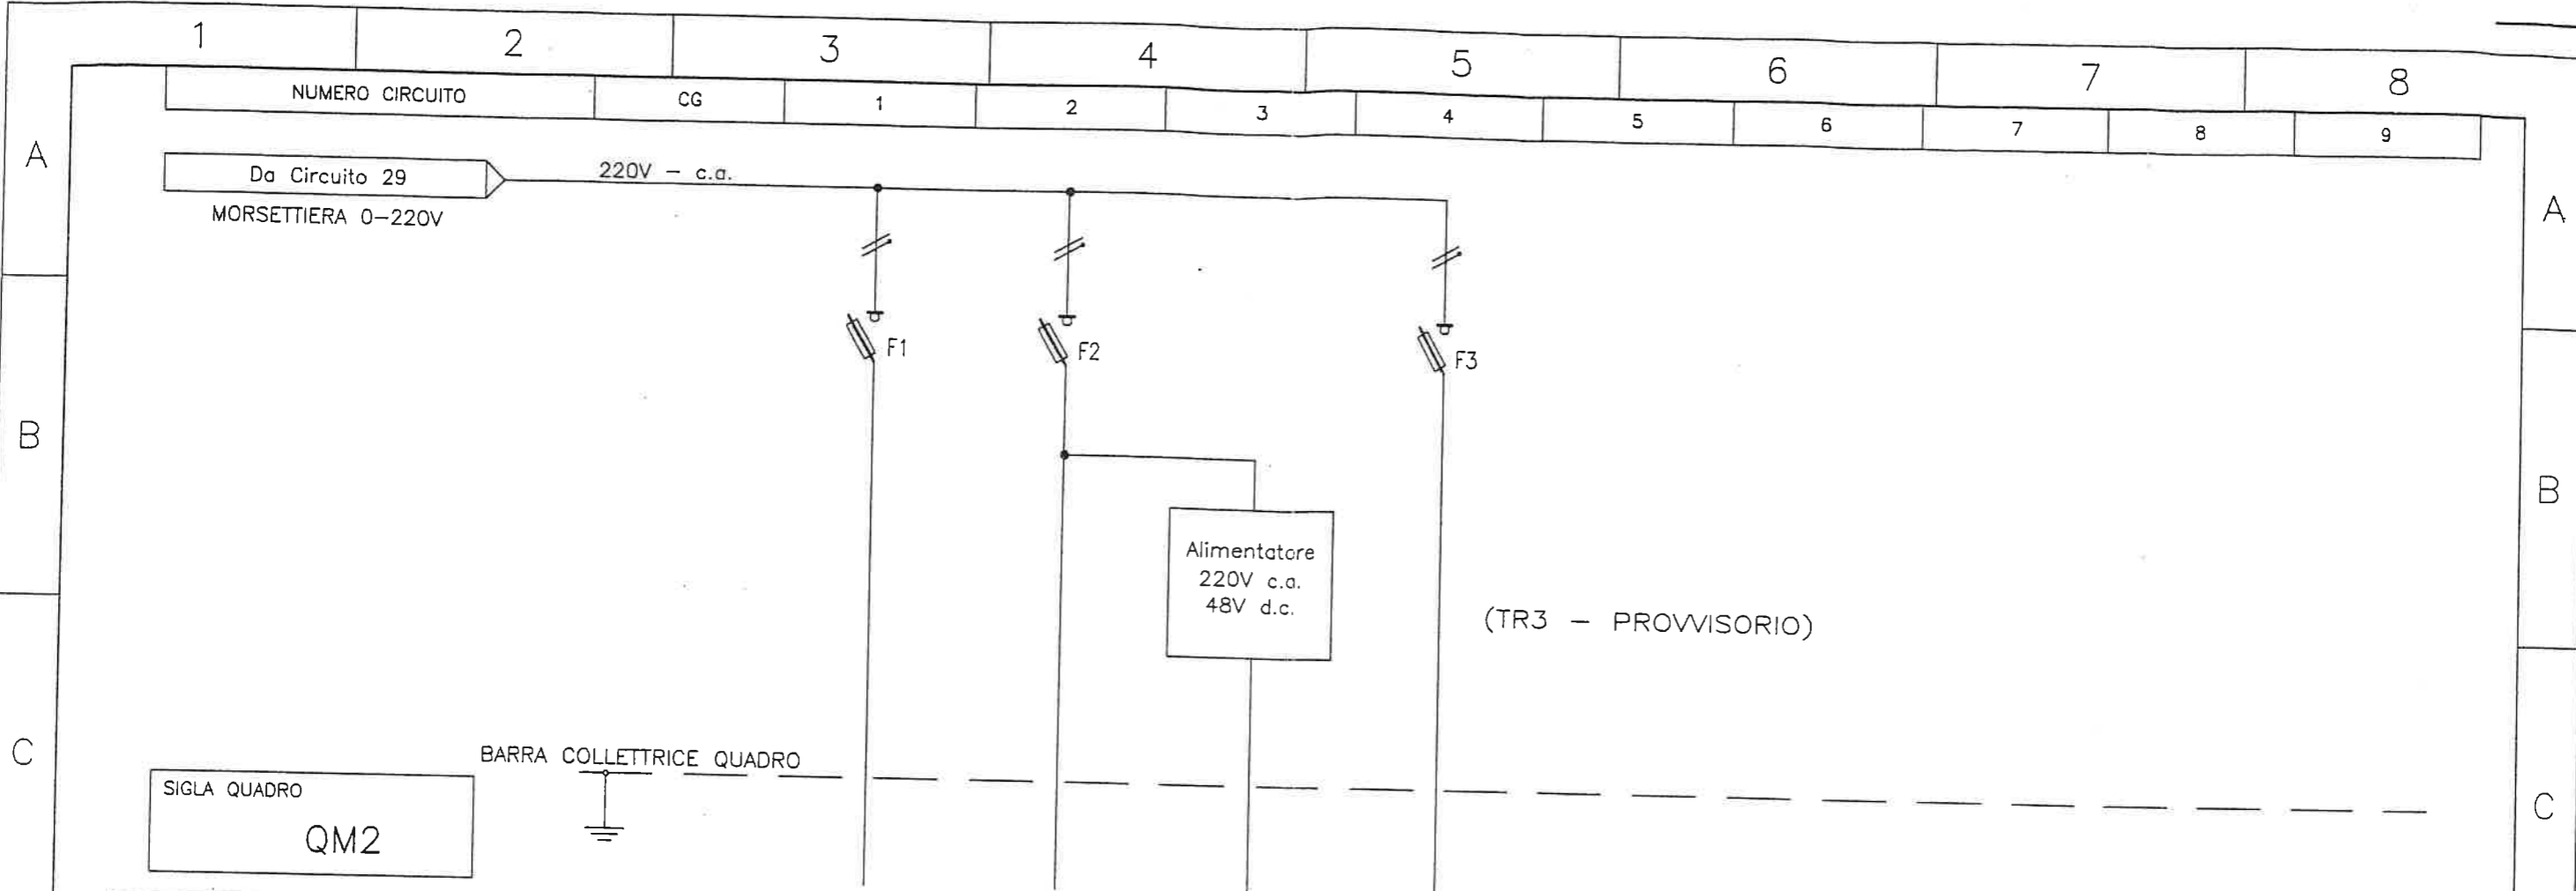 1 2 3 4 5 6 7 8
NUMERO CIRCUITO CG 1 2 3 4 5 6 7 8 9
A A
Da Circuito 29
220V - c.a.
MORSETTIERA 0-220V
F1 F2 F3
B B
Alimentatore
220V c.a.
48V d.c.
(TR3 - PROVVISORIO)
C C
BARRA COLLETTRICE QUADRO
SIGLA QUADRO
QM2